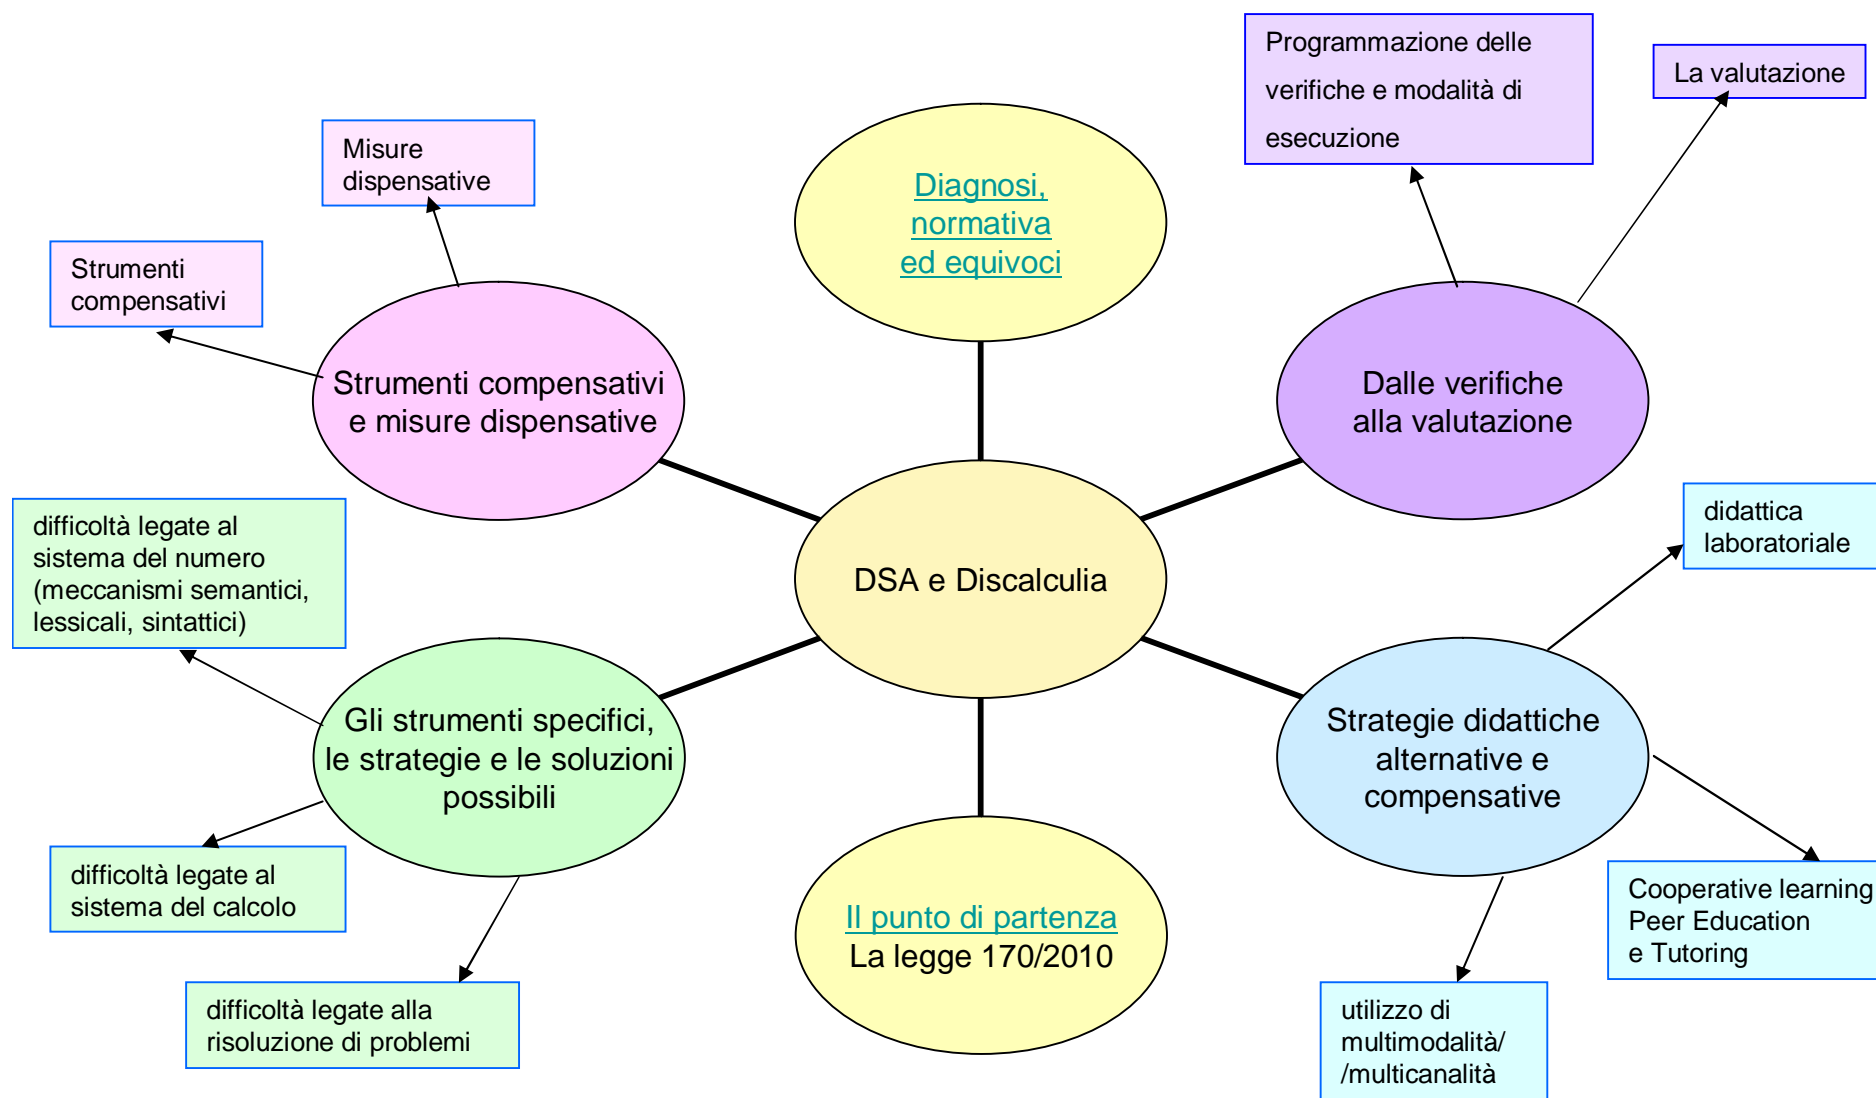 Programmazione delle
verifiche e modalità di
esecuzione
La valutazione
Misure
dispensative
Diagnosi,
normativa
ed equivoci
Strumenti
compensativi
Strumenti compensativi
e misure dispensative
Dalle verifiche
alla valutazione
difficoltà legate al
sistema del numero
(meccanismi semantici,
lessicali, sintattici)
didattica
laboratoriale
DSA e Discalculia
Gli strumenti specifici,
le strategie e le soluzioni
possibili
Strategie didattiche
alternative e
compensative
difficoltà legate al
sistema del calcolo
Il punto di partenza
La legge 170/2010
Cooperative learning
Peer Education
e Tutoring
difficoltà legate alla
risoluzione di problemi
utilizzo di
multimodalità/
/multicanalità